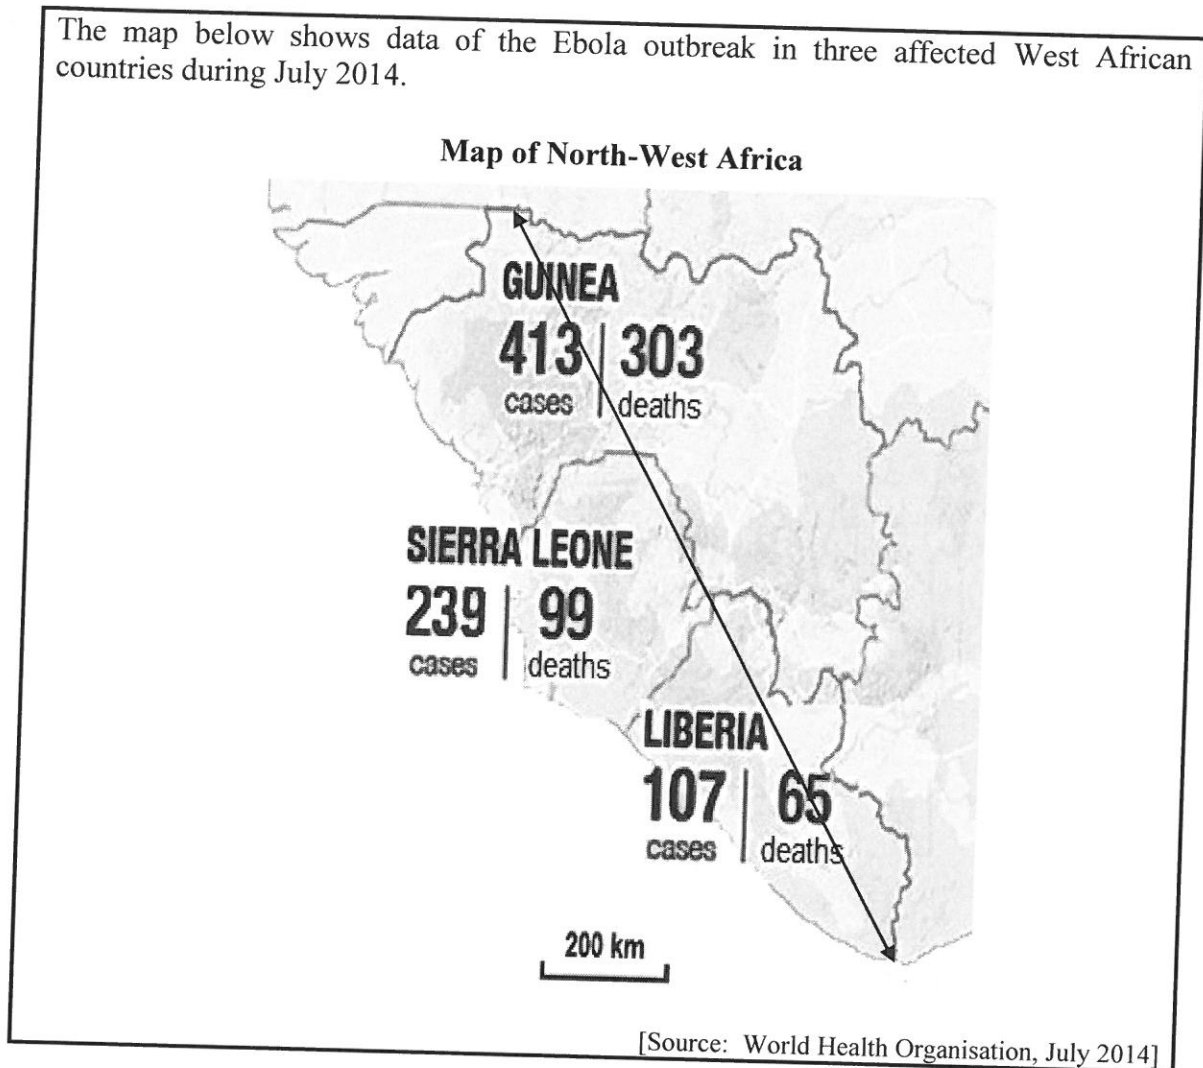 The map below shows data of the Ebola outbreak in three affected West African
countries during July 2014.
Map of North-West Africa
GUINEA
413 | 303
cases | deaths
SIERRA LEONE
239 | 99
cases | deaths
LIBERIA
107 | 65
cases | deaths
200 km
[Source: World Health Organisation, July 2014]